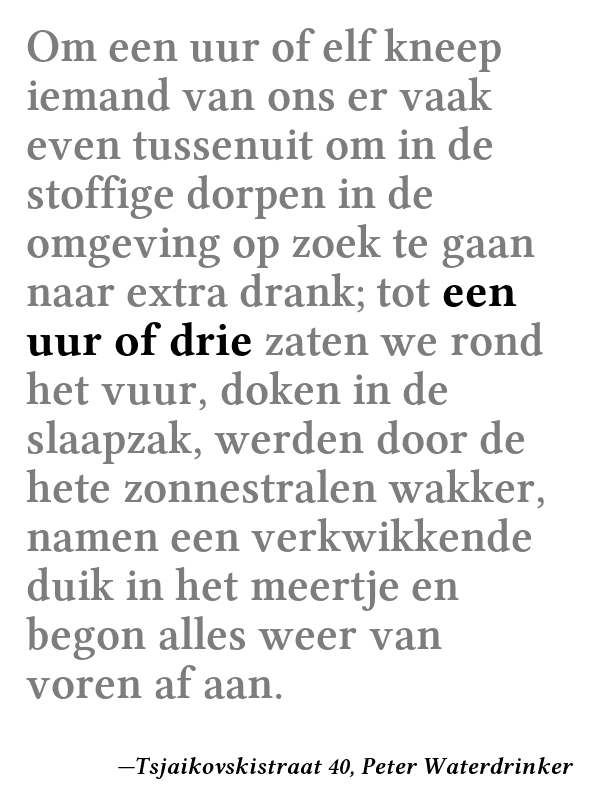 Om een uur of elf kneep
iemand van ons er vaak
even tussenuit om in de
stoffige dorpen in de
omgeving op zoek te gaan
naar extra drank; tot een
uur of drie zaten we rond
het vuur, doken in de
slaapzak, werden door de
hete zonnestralen wakker,
namen een verkwikkende
duik in het meertje en
begon alles weer van
voren af aan.
—Tsjaikovskistraat 40, Peter Waterdrinker